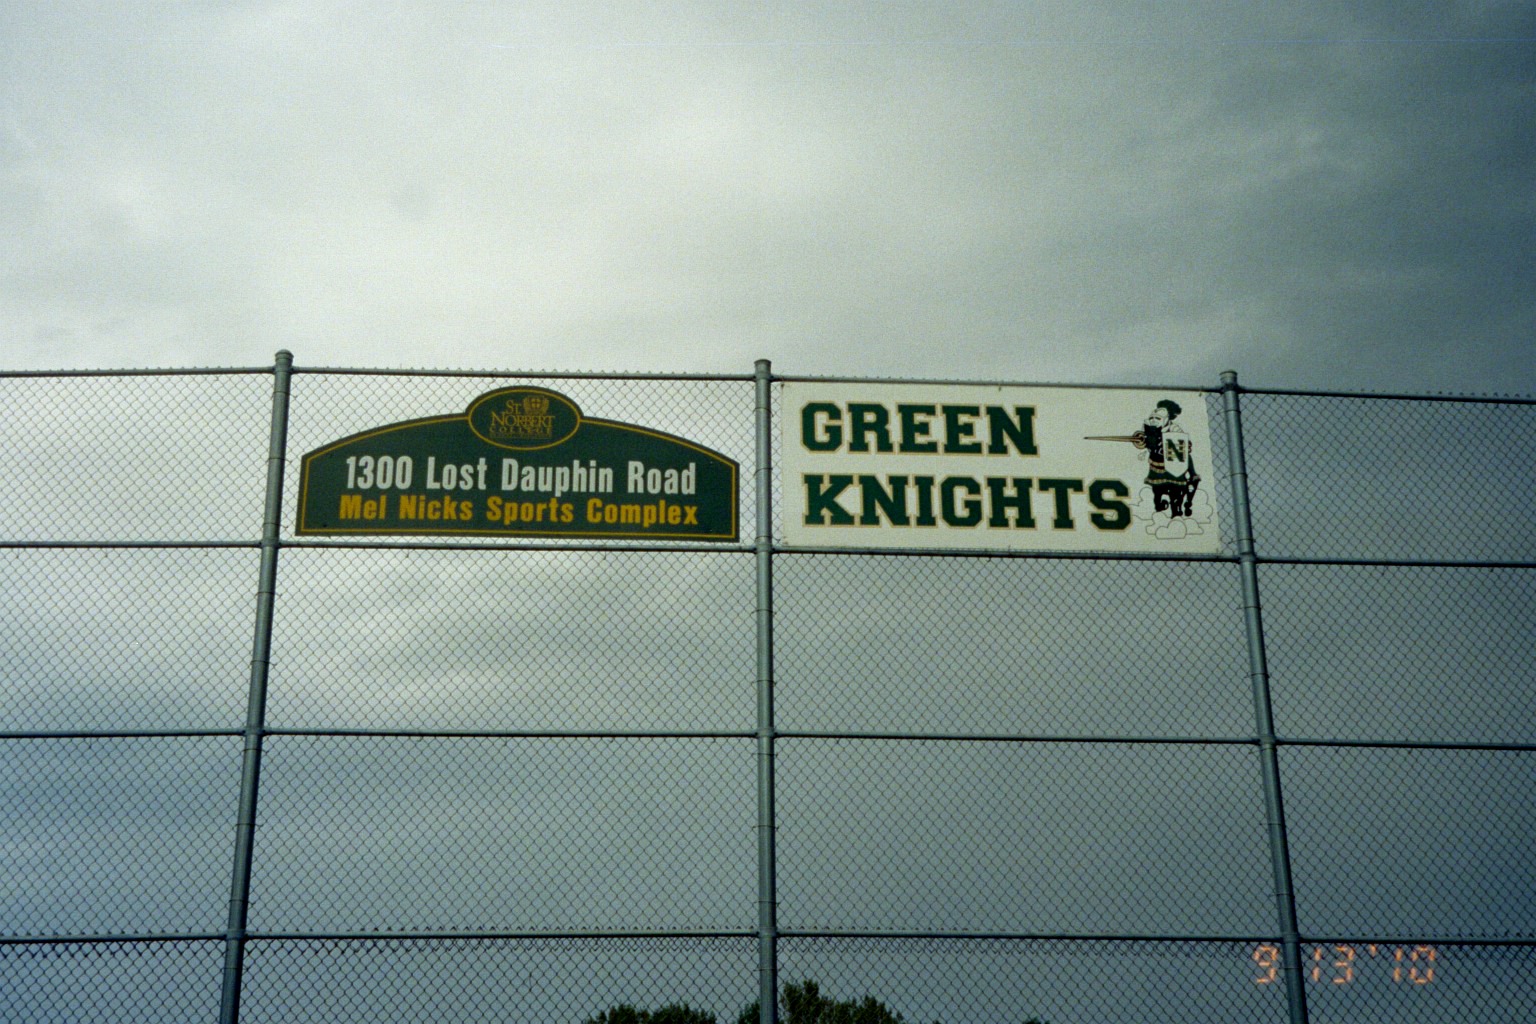 ST.
NORBERT
COLLEGE
1300 Lost Dauphin Road
Mel Nicks Sports Complex
GREEN
KNIGHTS
N
9 13 '10